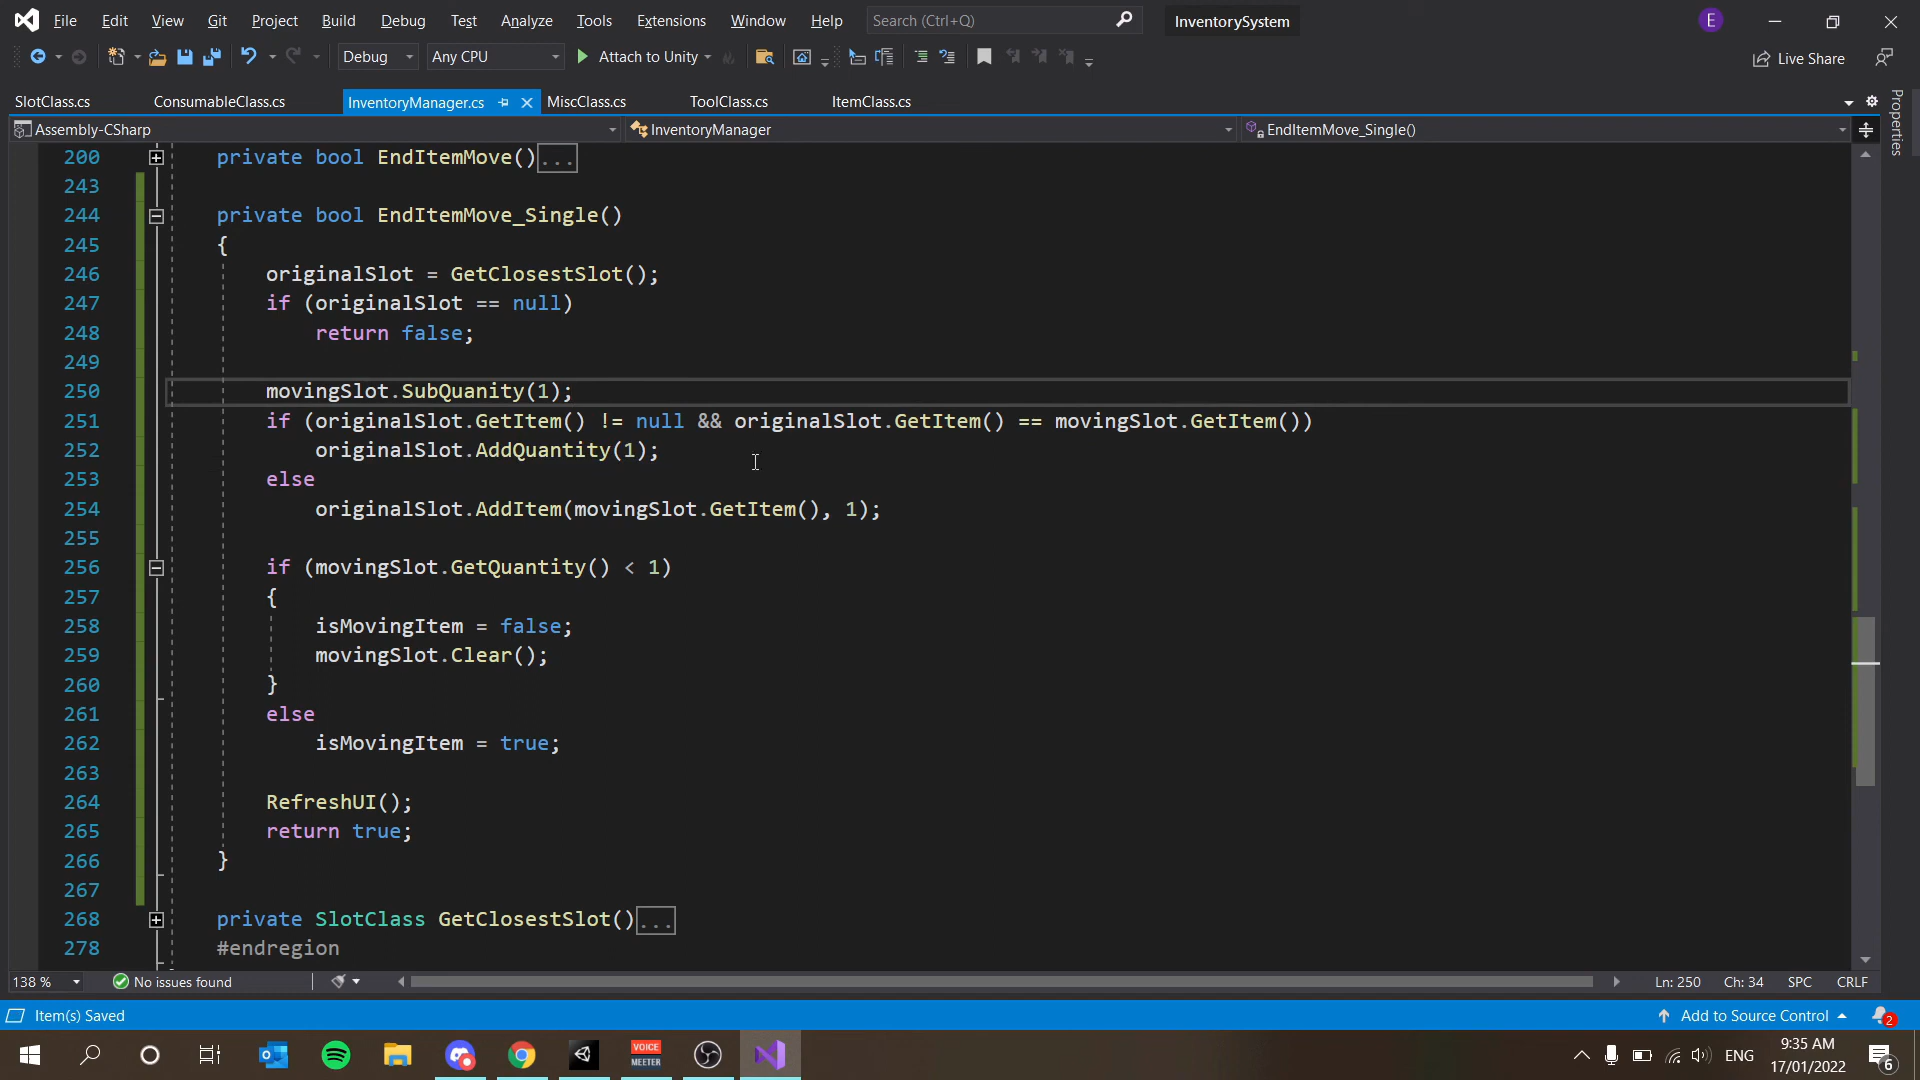 File Edit View Git Project Build Debug Test Analyze Tools Extensions Window Help Search (Ctrl+Q) InventorySystem E
Debug Any CPU Attach to Unity Live Share
SlotClass.cs ConsumableClass.cs InventoryManager.cs MiscClass.cs ToolClass.cs ItemClass.cs
Assembly-CSharp InventoryManager EndItemMove_Single()
Properties
200 private bool EndItemMove()...
243
244 private bool EndItemMove_Single()
245 {
246 originalSlot = GetClosestSlot();
247 if (originalSlot == null)
248 return false;
249
250 movingSlot.SubQuanity(1);
251 if (originalSlot.GetItem() != null && originalSlot.GetItem() == movingSlot.GetItem())
252 originalSlot.AddQuantity(1);
253 else
254 originalSlot.AddItem(movingSlot.GetItem(), 1);
255
256 if (movingSlot.GetQuantity() < 1)
257 {
258 isMovingItem = false;
259 movingSlot.Clear();
260 }
261 else
262 isMovingItem = true;
263
264 RefreshUI();
265 return true;
266 }
267
268 private SlotClass GetClosestSlot()...
278 #endregion
138 % No issues found Ln: 250 Ch: 34 SPC CRLF
Item(s) Saved Add to Source Control 2
VOICE MEETER ENG 9:35 AM 17/01/2022 6